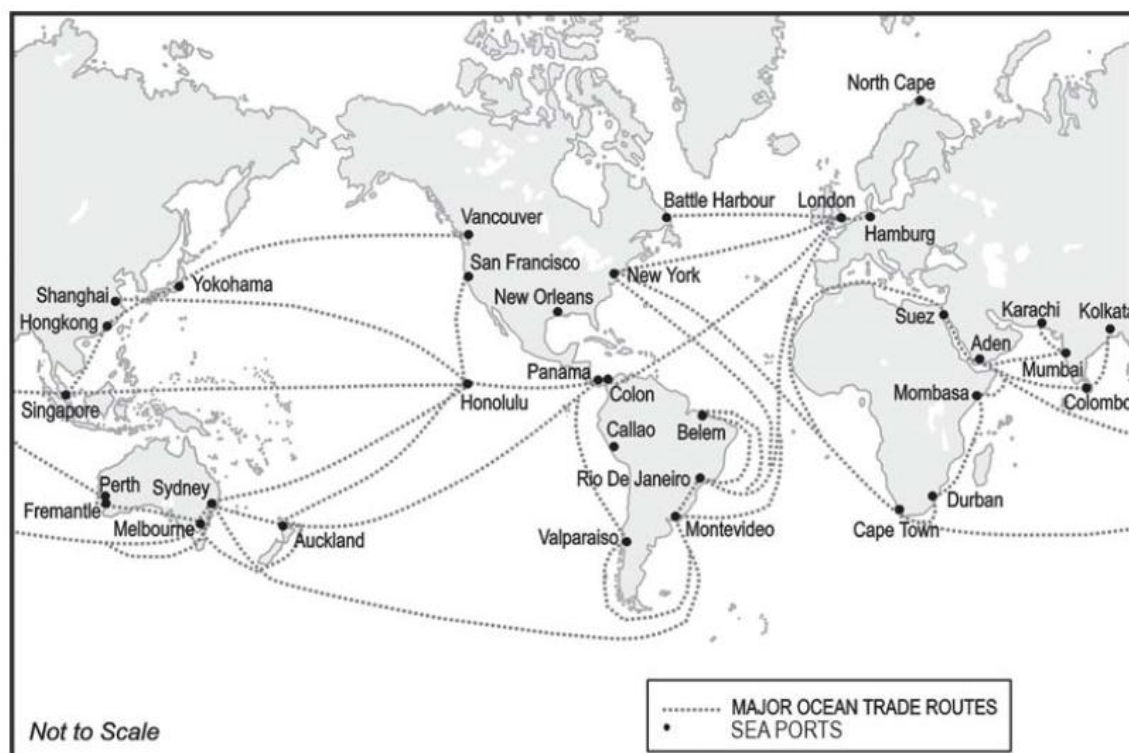 North Cape
Battle Harbour
London
Hamburg
Vancouver
San Francisco
New York
New Orleans
Yokohama
Shanghai
Hongkong
Suez
Karachi
Kolkata
Aden
Mumbai
Colombo
Mombasa
Panama
Colon
Honolulu
Singapore
Callao
Belem
Rio De Janeiro
Perth
Sydney
Fremantle
Melbourne
Auckland
Valparaiso
Montevideo
Durban
Cape Town
MAJOR OCEAN TRADE ROUTES
SEA PORTS
Not to Scale